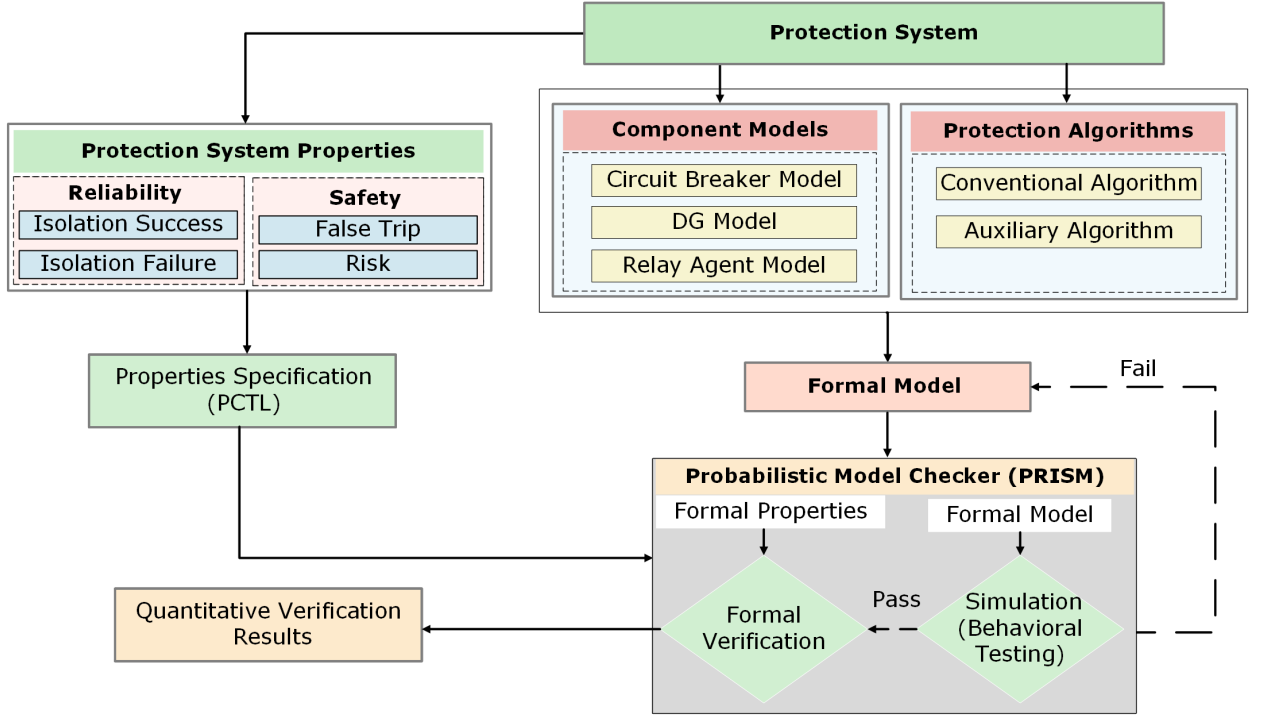 Protection System
Protection System Properties
Reliability
Isolation Success
Isolation Failure
Safety
False Trip
Risk
Component Models
Circuit Breaker Model
DG Model
Relay Agent Model
Protection Algorithms
Conventional Algorithm
Auxiliary Algorithm
Properties Specification
(PCTL)
Formal Model
Fail
Probabilistic Model Checker (PRISM)
Formal Properties
Formal Model
Formal
Verification
Pass
Simulation
(Behavioral
Testing)
Quantitative Verification
Results